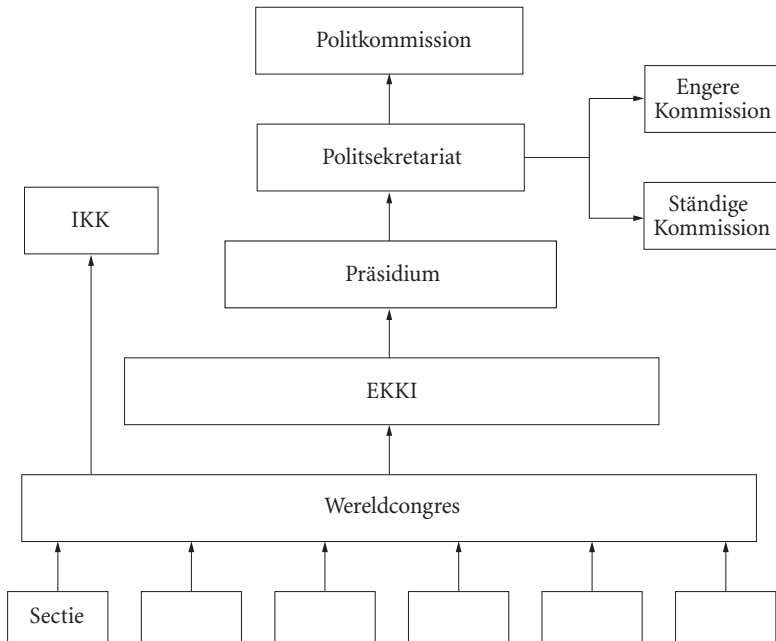 Politkommission
Engere
Kommission
Politsekretariat
IKK
Ständige
Kommission
Präsidium
EKKI
Wereldcongres
Sectie